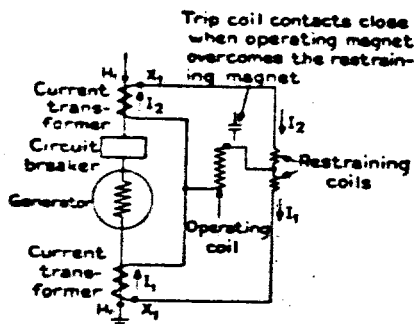 Trip coil contacts close
when operating magnet
overcomes the restrain-
ing magnet
H₁
X₁
Current
trans-
former
I₂
I₂
Circuit
breaker
Restraining
coils
Generator
Operating
coil
I₁
Current
trans-
former
I₁
H₁
X₁